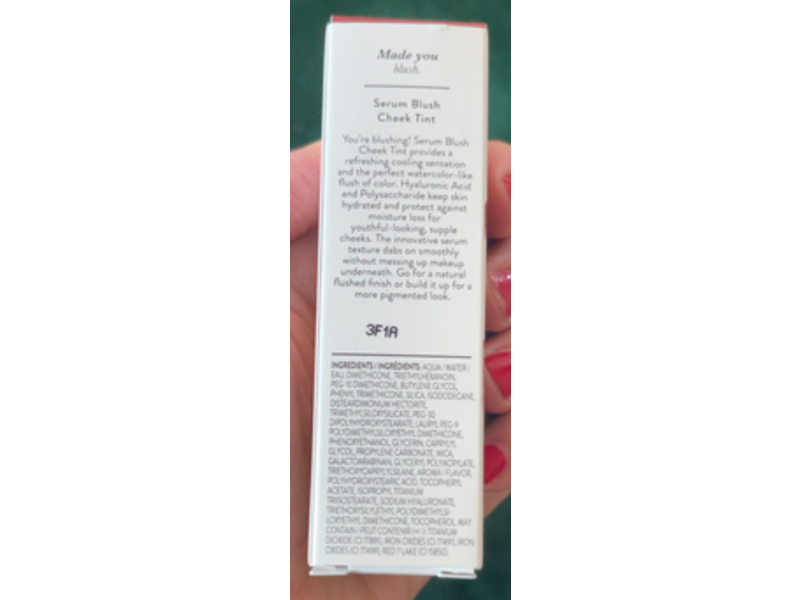 Made you
blush.
Serum Blush
Cheek Tint
You're blushing! Serum Blush
Cheek Tint provides a
refreshing cooling sensation
and the perfect watercolor-like
flush of color. Hyaluronic Acid
and Polysaccharide keep skin
hydrated and protect against
moisture loss for
youthful-looking, supple
cheeks. The innovative serum
texture dabs on smoothly
without messing up makeup
underneath. Go for a natural
flushed finish or build it up for a
more pigmented look.
3F1A
INGREDIENTS / INGRÉDIENTS: AQUA / WATER /
EAU, DIMETHICONE, TRIETHYLHEXANOIN,
PEG-10 DIMETHICONE, BUTYLENE GLYCOL,
PHENYL TRIMETHICONE, SILICA, ISODODECANE,
DISTEARDIMONIUM HECTORITE,
TRIMETHYLSILOXYSILICATE, PEG-30
DIPOLYHYDROXYSTEARATE, LAURYL PEG-9
POLYDIMETHYLSILOXYETHYL DIMETHICONE,
PHENOXYETHANOL, GLYCERIN, CAPRYLYL
GLYCOL, PROPYLENE CARBONATE, MICA,
GALACTOARABINAN, GLYCERYL POLYACRYLATE,
TRIETHOXYCAPRYLYLSILANE, AROMA / FLAVOR,
POLYHYDROXYSTEARIC ACID, TOCOPHERYL
ACETATE, ISOPROPYL TITANIUM
TRIISOSTEARATE, SODIUM HYALURONATE,
TRIETHOXYSILYLETHYL POLYDIMETHYLSI
LOXYETHYL DIMETHICONE, TOCOPHEROL. MAY
CONTAIN / PEUT CONTENIR (+/-): TITANIUM
DIOXIDE (CI 77891), IRON OXIDES (CI 77491), IRON
OXIDES (CI 77499), RED 7 LAKE (CI 15850).